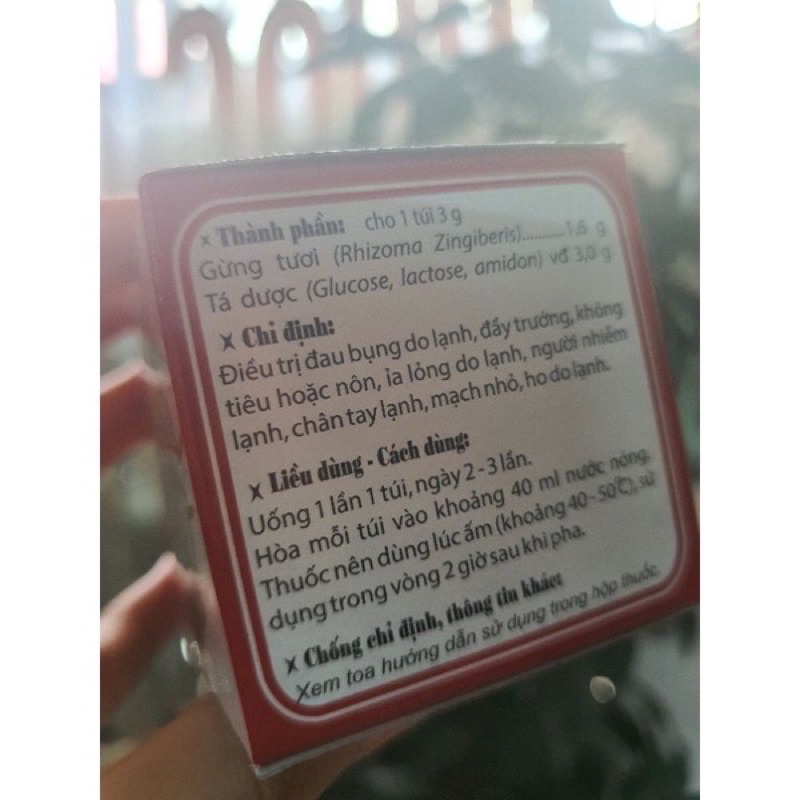 x Thành phần: cho 1 túi 3 g
Gừng tươi (Rhizoma Zingiberis)..........1,6 g
Tá dược (Glucose, lactose, amidon) vđ 3,0 g
x Chỉ định:
Điều trị đau bụng do lạnh, đầy trướng, không
tiêu hoặc nôn, ỉa lỏng do lạnh, người nhiễm
lạnh, chân tay lạnh, mạch nhỏ, ho do lạnh.
x Liều dùng - Cách dùng:
Uống 1 lần 1 túi, ngày 2 - 3 lần.
Hòa mỗi túi vào khoảng 40 ml nước nóng.
Thuốc nên dùng lúc ấm (khoảng 40 - 50°C), sử
dụng trong vòng 2 giờ sau khi pha.
x Chống chỉ định, thông tin khác:
Xem toa hướng dẫn sử dụng trong hộp thuốc.